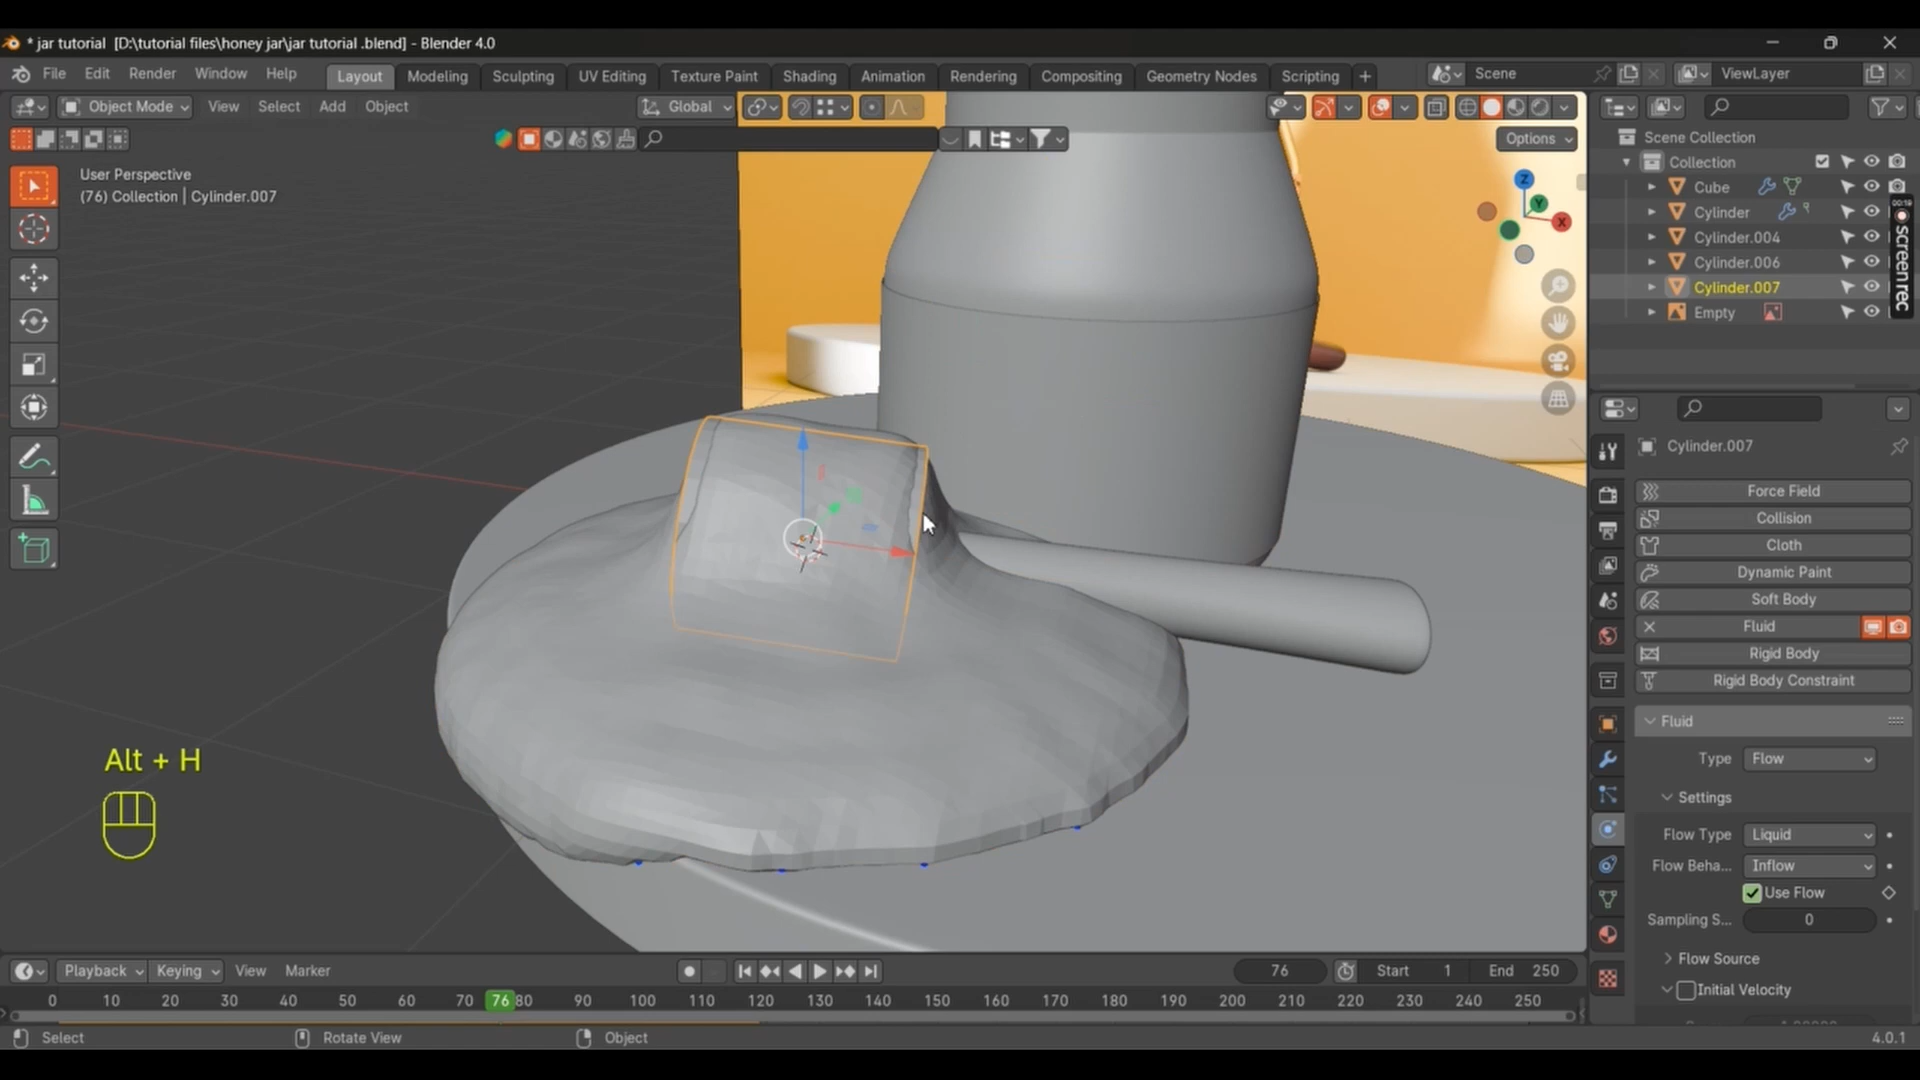 * jar tutorial [D:\tutorial files\honey jar\jar tutorial .blend] - Blender 4.0
File Edit Render Window Help Layout Modeling Sculpting UV Editing Texture Paint Shading Animation Rendering Compositing Geometry Nodes Scripting + Scene ViewLayer
Object Mode View Select Add Object Global
Options
User Perspective
(76) Collection | Cylinder.007
Z
Y
X
Scene Collection
Collection
Cube
Cylinder
Cylinder.004
Cylinder.006
Cylinder.007
Empty
00:19
screenrec
Cylinder.007
Force Field
Collision
Cloth
Dynamic Paint
Soft Body
Fluid
Rigid Body
Rigid Body Constraint
Fluid
Type Flow
Settings
Flow Type Liquid
Flow Beha... Inflow
Use Flow
Sampling S... 0
Flow Source
Initial Velocity
Alt + H
Playback Keying View Marker 76 Start 1 End 250
0 10 20 30 40 50 60 70 76 80 90 100 110 120 130 140 150 160 170 180 190 200 210 220 230 240 250
Select Rotate View Object 4.0.1